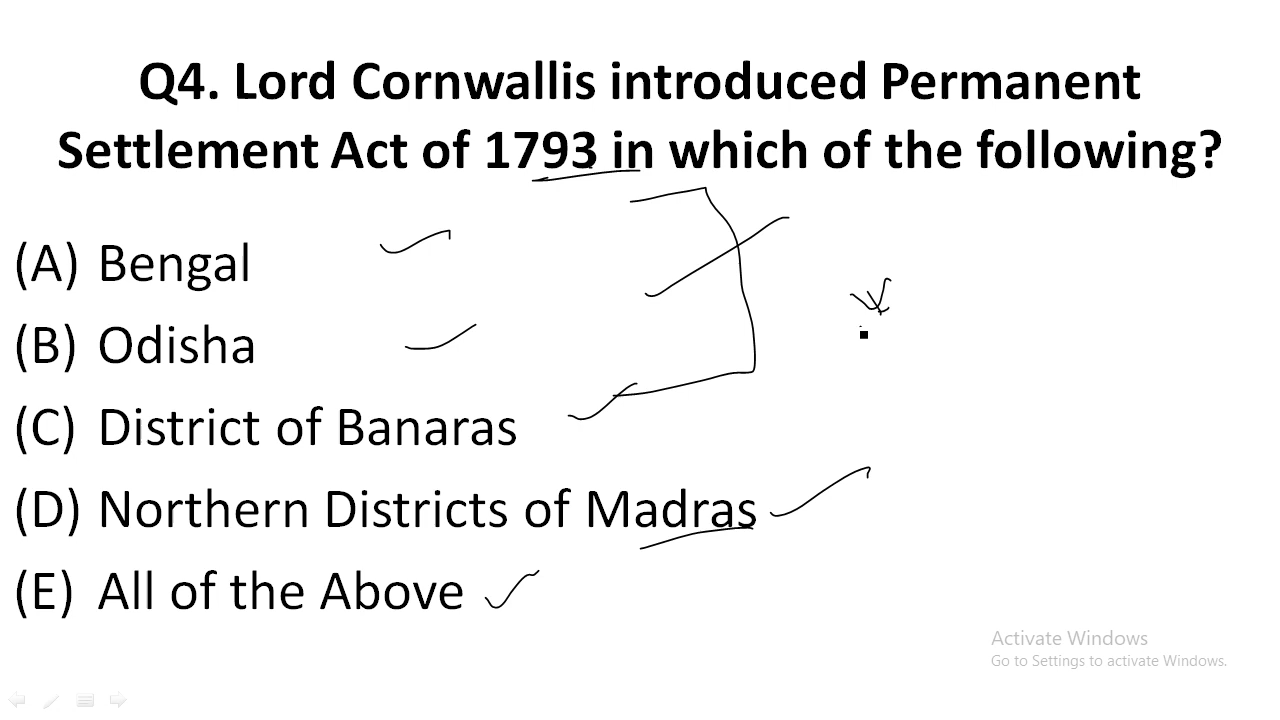 Q4. Lord Cornwallis introduced Permanent
Settlement Act of 1793 in which of the following?
(A) Bengal
(B) Odisha
(C) District of Banaras
(D) Northern Districts of Madras
(E) All of the Above
Activate Windows
Go to Settings to activate Windows.